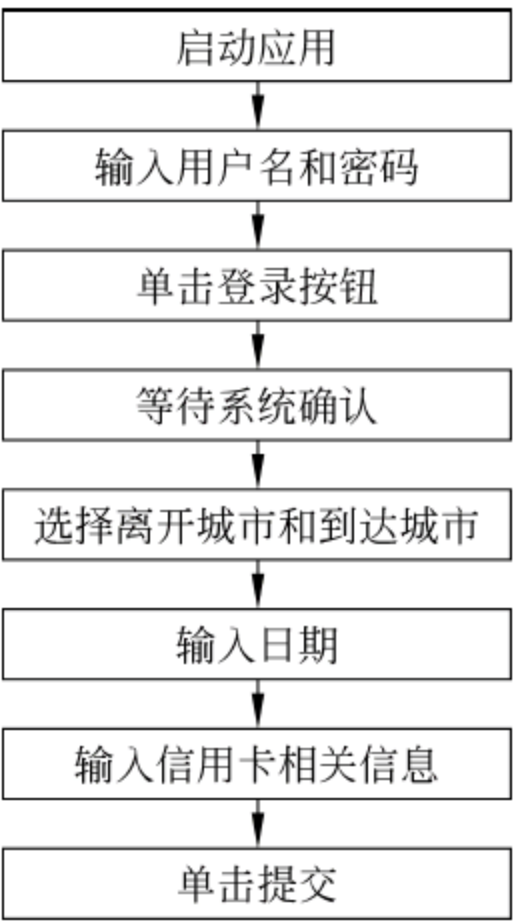 启动应用
输入用户名和密码
单击登录按钮
等待系统确认
选择离开城市和到达城市
输入日期
输入信用卡相关信息
单击提交